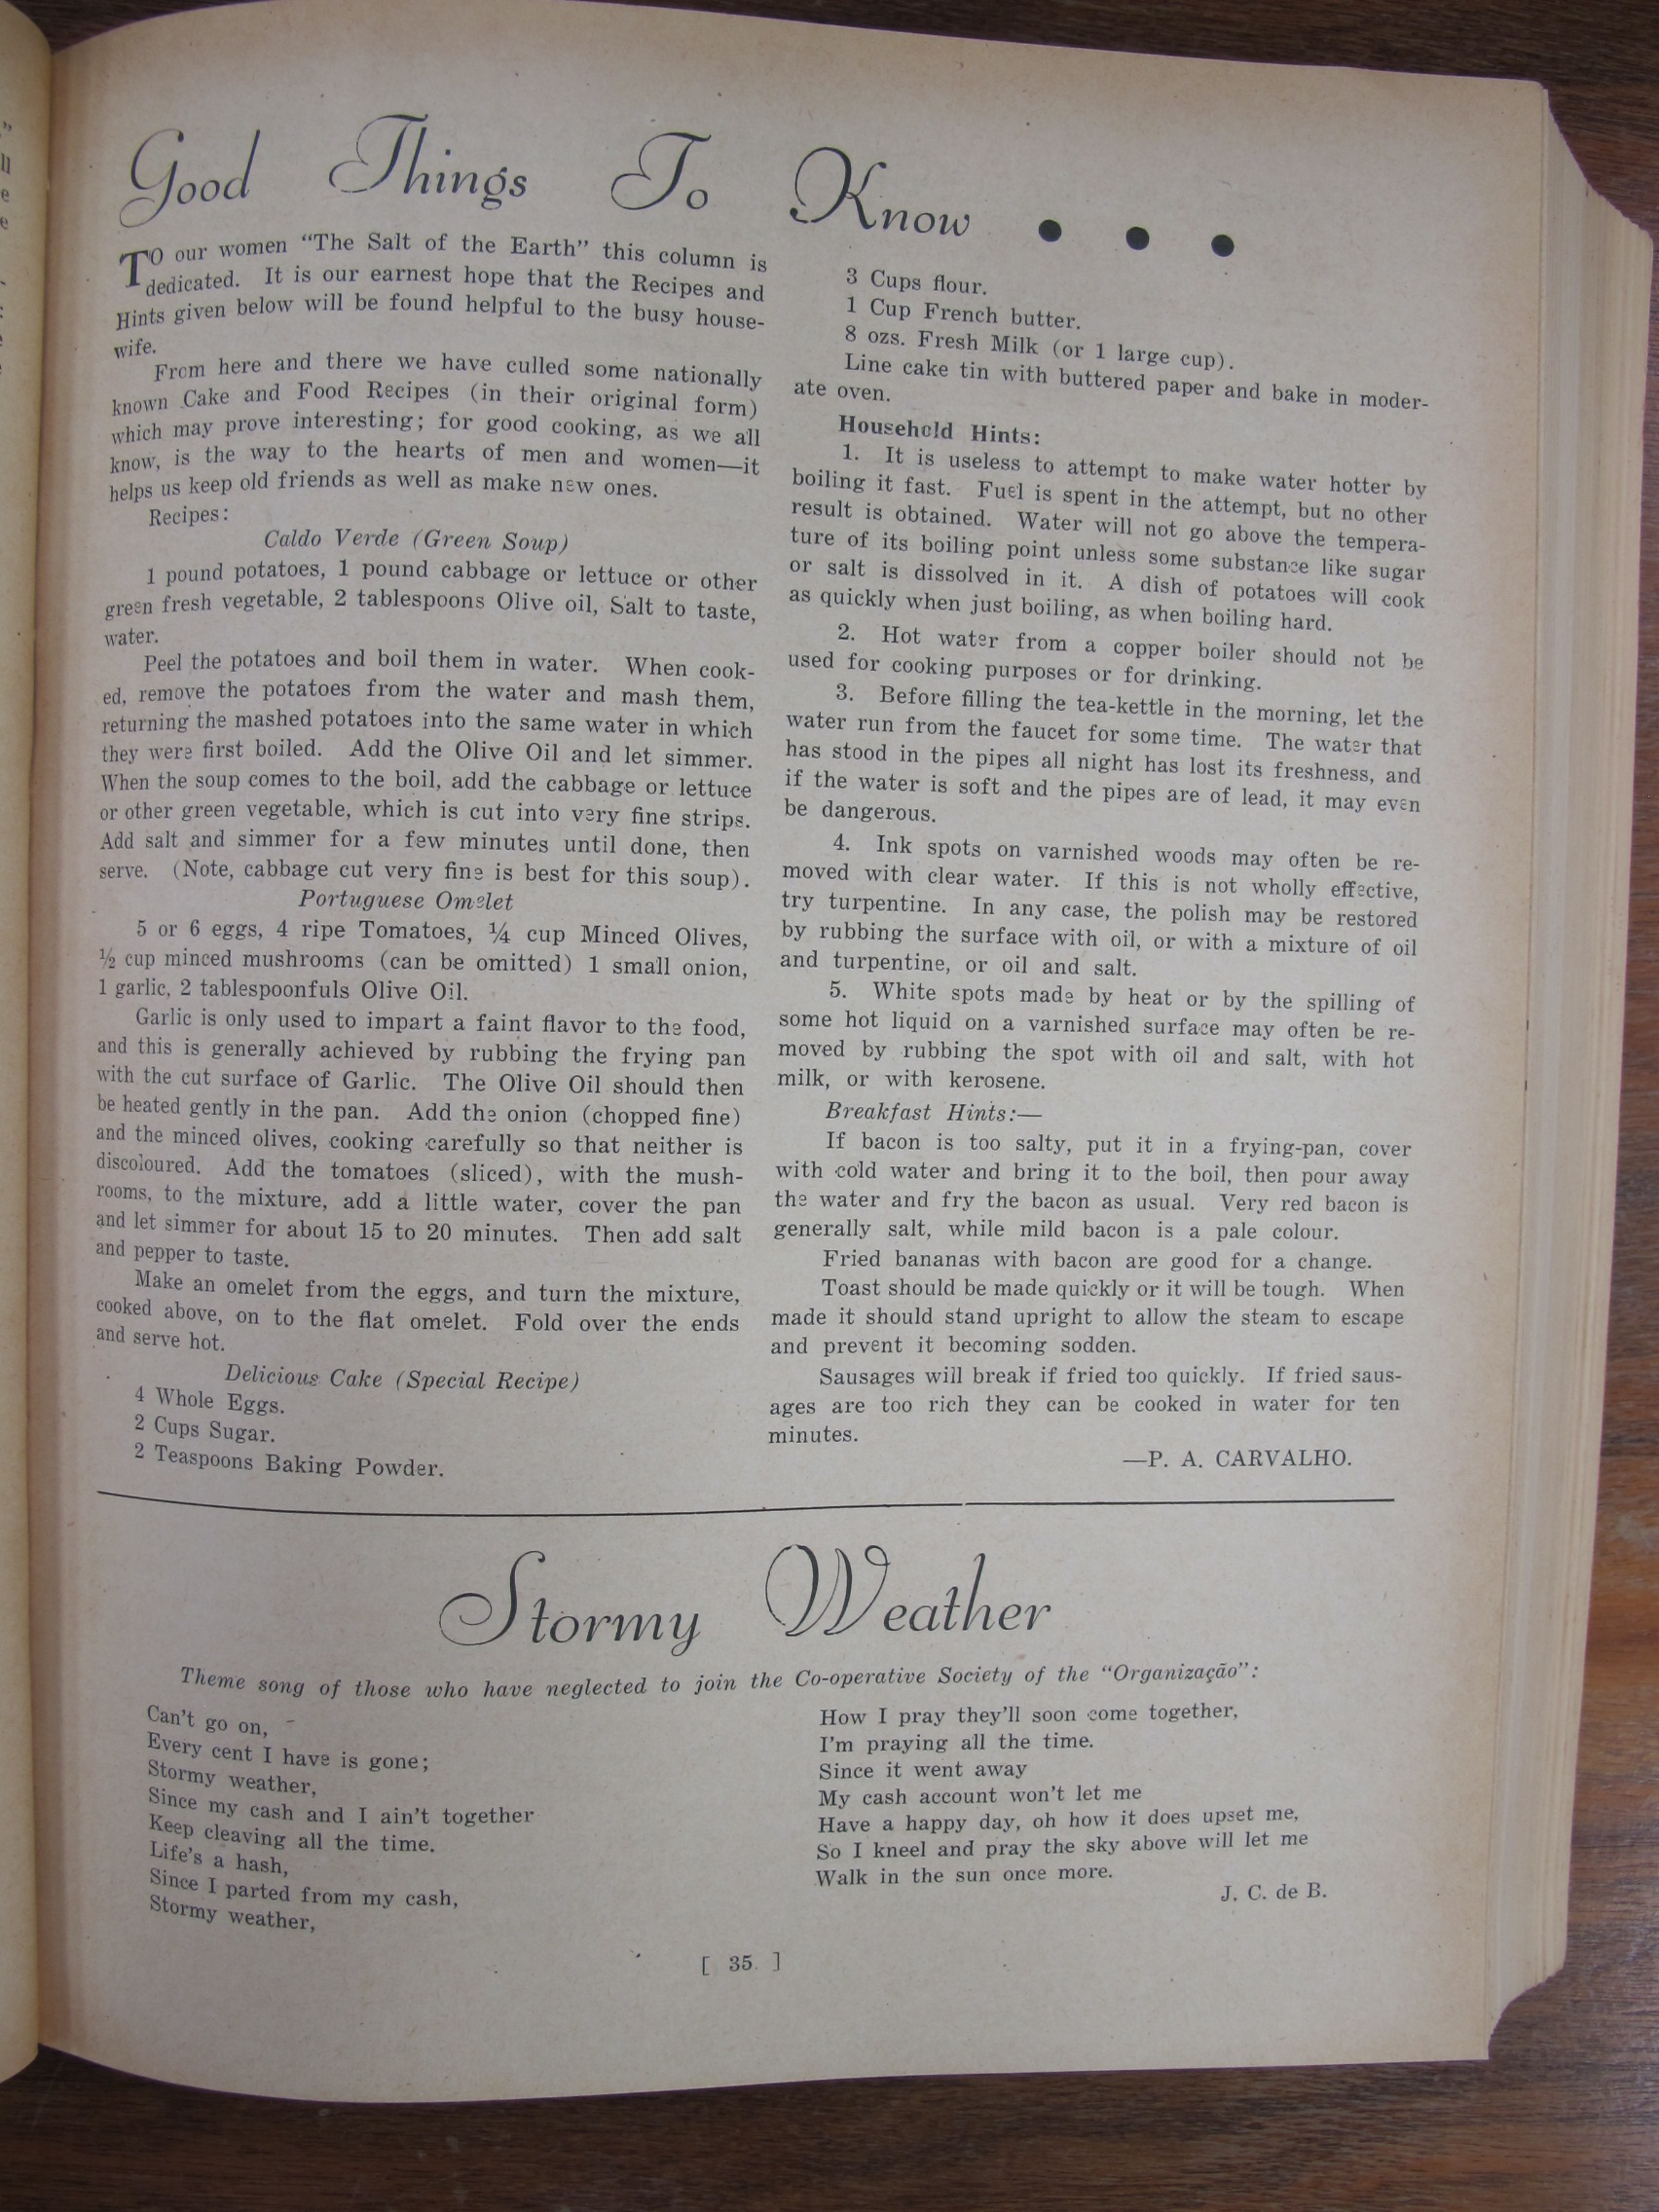 Good Things To Know . . .
TO our women "The Salt of the Earth" this column is
dedicated. It is our earnest hope that the Recipes and
Hints given below will be found helpful to the busy house-
wife.
From here and there we have culled some nationally
known Cake and Food Recipes (in their original form)
which may prove interesting; for good cooking, as we all
know, is the way to the hearts of men and women—it
helps us keep old friends as well as make new ones.
Recipes:
Caldo Verde (Green Soup)
1 pound potatoes, 1 pound cabbage or lettuce or other
green fresh vegetable, 2 tablespoons Olive oil, Salt to taste,
water.
Peel the potatoes and boil them in water. When cook-
ed, remove the potatoes from the water and mash them,
returning the mashed potatoes into the same water in which
they were first boiled. Add the Olive Oil and let simmer.
When the soup comes to the boil, add the cabbage or lettuce
or other green vegetable, which is cut into very fine strips.
Add salt and simmer for a few minutes until done, then
serve. (Note, cabbage cut very fine is best for this soup).
Portuguese Omelet
5 or 6 eggs, 4 ripe Tomatoes, ¼ cup Minced Olives,
½ cup minced mushrooms (can be omitted) 1 small onion,
1 garlic, 2 tablespoonfuls Olive Oil.
Garlic is only used to impart a faint flavor to the food,
and this is generally achieved by rubbing the frying pan
with the cut surface of Garlic. The Olive Oil should then
be heated gently in the pan. Add the onion (chopped fine)
and the minced olives, cooking carefully so that neither is
discoloured. Add the tomatoes (sliced), with the mush-
rooms, to the mixture, add a little water, cover the pan
and let simmer for about 15 to 20 minutes. Then add salt
and pepper to taste.
Make an omelet from the eggs, and turn the mixture,
cooked above, on to the flat omelet. Fold over the ends
and serve hot.
Delicious Cake (Special Recipe)
4 Whole Eggs.
2 Cups Sugar.
2 Teaspoons Baking Powder.
3 Cups flour.
1 Cup French butter.
8 ozs. Fresh Milk (or 1 large cup).
Line cake tin with buttered paper and bake in moder-
ate oven.
Household Hints:
1. It is useless to attempt to make water hotter by
boiling it fast. Fuel is spent in the attempt, but no other
result is obtained. Water will not go above the tempera-
ture of its boiling point unless some substance like sugar
or salt is dissolved in it. A dish of potatoes will cook
as quickly when just boiling, as when boiling hard.
2. Hot water from a copper boiler should not be
used for cooking purposes or for drinking.
3. Before filling the tea-kettle in the morning, let the
water run from the faucet for some time. The water that
has stood in the pipes all night has lost its freshness, and
if the water is soft and the pipes are of lead, it may even
be dangerous.
4. Ink spots on varnished woods may often be re-
moved with clear water. If this is not wholly effective,
try turpentine. In any case, the polish may be restored
by rubbing the surface with oil, or with a mixture of oil
and turpentine, or oil and salt.
5. White spots made by heat or by the spilling of
some hot liquid on a varnished surface may often be re-
moved by rubbing the spot with oil and salt, with hot
milk, or with kerosene.
Breakfast Hints:—
If bacon is too salty, put it in a frying-pan, cover
with cold water and bring it to the boil, then pour away
the water and fry the bacon as usual. Very red bacon is
generally salt, while mild bacon is a pale colour.
Fried bananas with bacon are good for a change.
Toast should be made quickly or it will be tough. When
made it should stand upright to allow the steam to escape
and prevent it becoming sodden.
Sausages will break if fried too quickly. If fried saus-
ages are too rich they can be cooked in water for ten
minutes.
—P. A. CARVALHO.
Stormy Weather
Theme song of those who have neglected to join the Co-operative Society of the "Organização":
Can't go on,
Every cent I have is gone;
Stormy weather,
Since my cash and I ain't together
Keep cleaving all the time.
Life's a hash,
Since I parted from my cash,
Stormy weather,
How I pray they'll soon come together,
I'm praying all the time.
Since it went away
My cash account won't let me
Have a happy day, oh how it does upset me,
So I kneel and pray the sky above will let me
Walk in the sun once more.
J. C. de B.
[ 35 ]